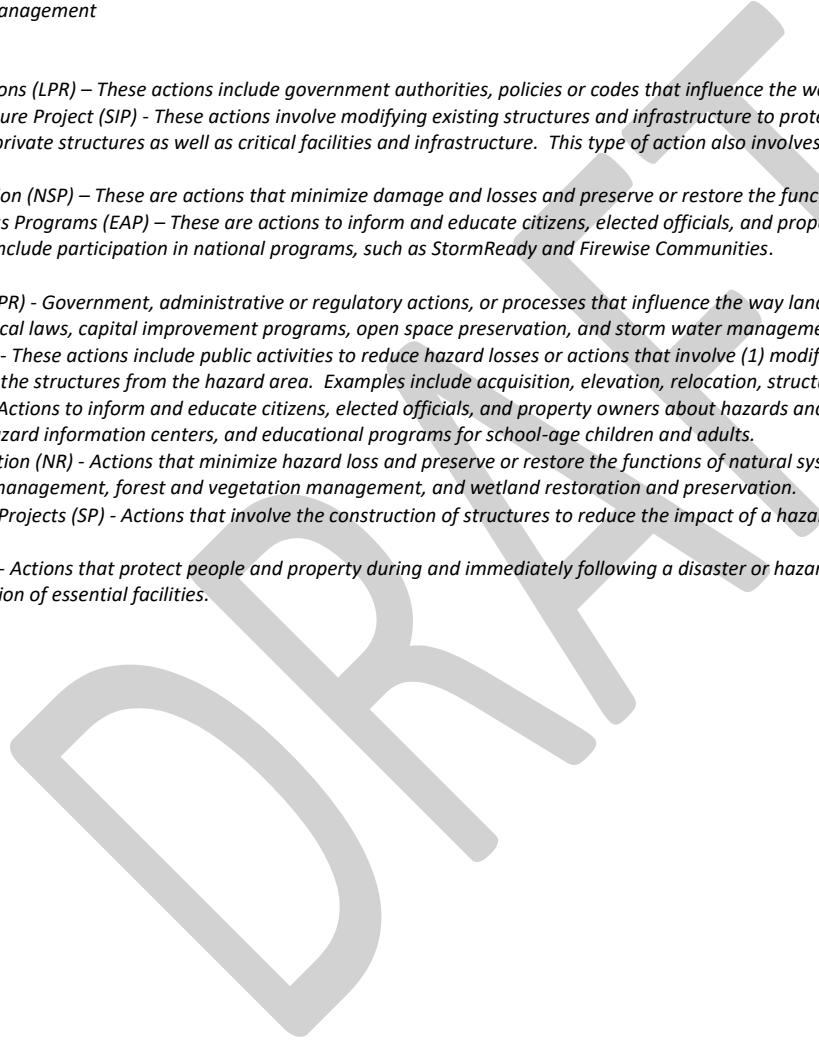 anagement
ons (LPR) – These actions include government authorities, policies or codes that influence the w
ure Project (SIP) - These actions involve modifying existing structures and infrastructure to prote
private structures as well as critical facilities and infrastructure. This type of action also involves
ion (NSP) – These are actions that minimize damage and losses and preserve or restore the func
s Programs (EAP) – These are actions to inform and educate citizens, elected officials, and prop
nclude participation in national programs, such as StormReady and Firewise Communities.
PR) - Government, administrative or regulatory actions, or processes that influence the way lan
cal laws, capital improvement programs, open space preservation, and storm water manageme
- These actions include public activities to reduce hazard losses or actions that involve (1) modif
the structures from the hazard area. Examples include acquisition, elevation, relocation, structu
Actions to inform and educate citizens, elected officials, and property owners about hazards and
zard information centers, and educational programs for school-age children and adults.
tion (NR) - Actions that minimize hazard loss and preserve or restore the functions of natural sys
management, forest and vegetation management, and wetland restoration and preservation.
Projects (SP) - Actions that involve the construction of structures to reduce the impact of a haza
- Actions that protect people and property during and immediately following a disaster or hazar
ion of essential facilities.
DRAFT